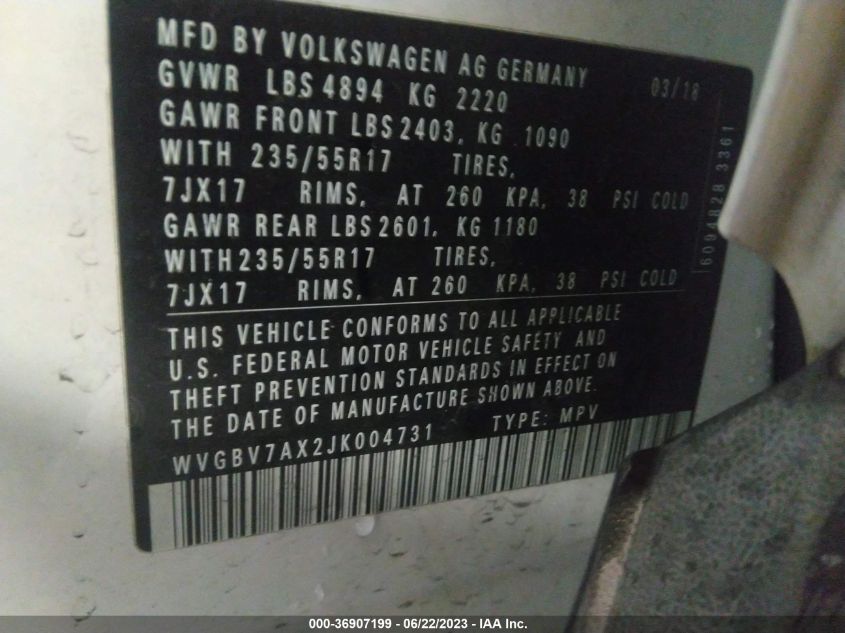 MFD BY VOLKSWAGEN AG GERMANY 03/18
GVWR LBS 4894 KG 2220
GAWR FRONT LBS 2403, KG 1090
WITH 235/55R17 TIRES,
7JX17 RIMS, AT 260 KPA, 38 PSI COLD
GAWR REAR LBS 2601, KG 1180
WITH 235/55R17 TIRES,
7JX17 RIMS, AT 260 KPA, 38 PSI COLD
THIS VEHICLE CONFORMS TO ALL APPLICABLE
U.S. FEDERAL MOTOR VEHICLE SAFETY AND
THEFT PREVENTION STANDARDS IN EFFECT ON
THE DATE OF MANUFACTURE SHOWN ABOVE.
WVGBV7AX2JK004731 TYPE: MPV
6094828 3361
000-36907199 - 06/22/2023 - IAA Inc.